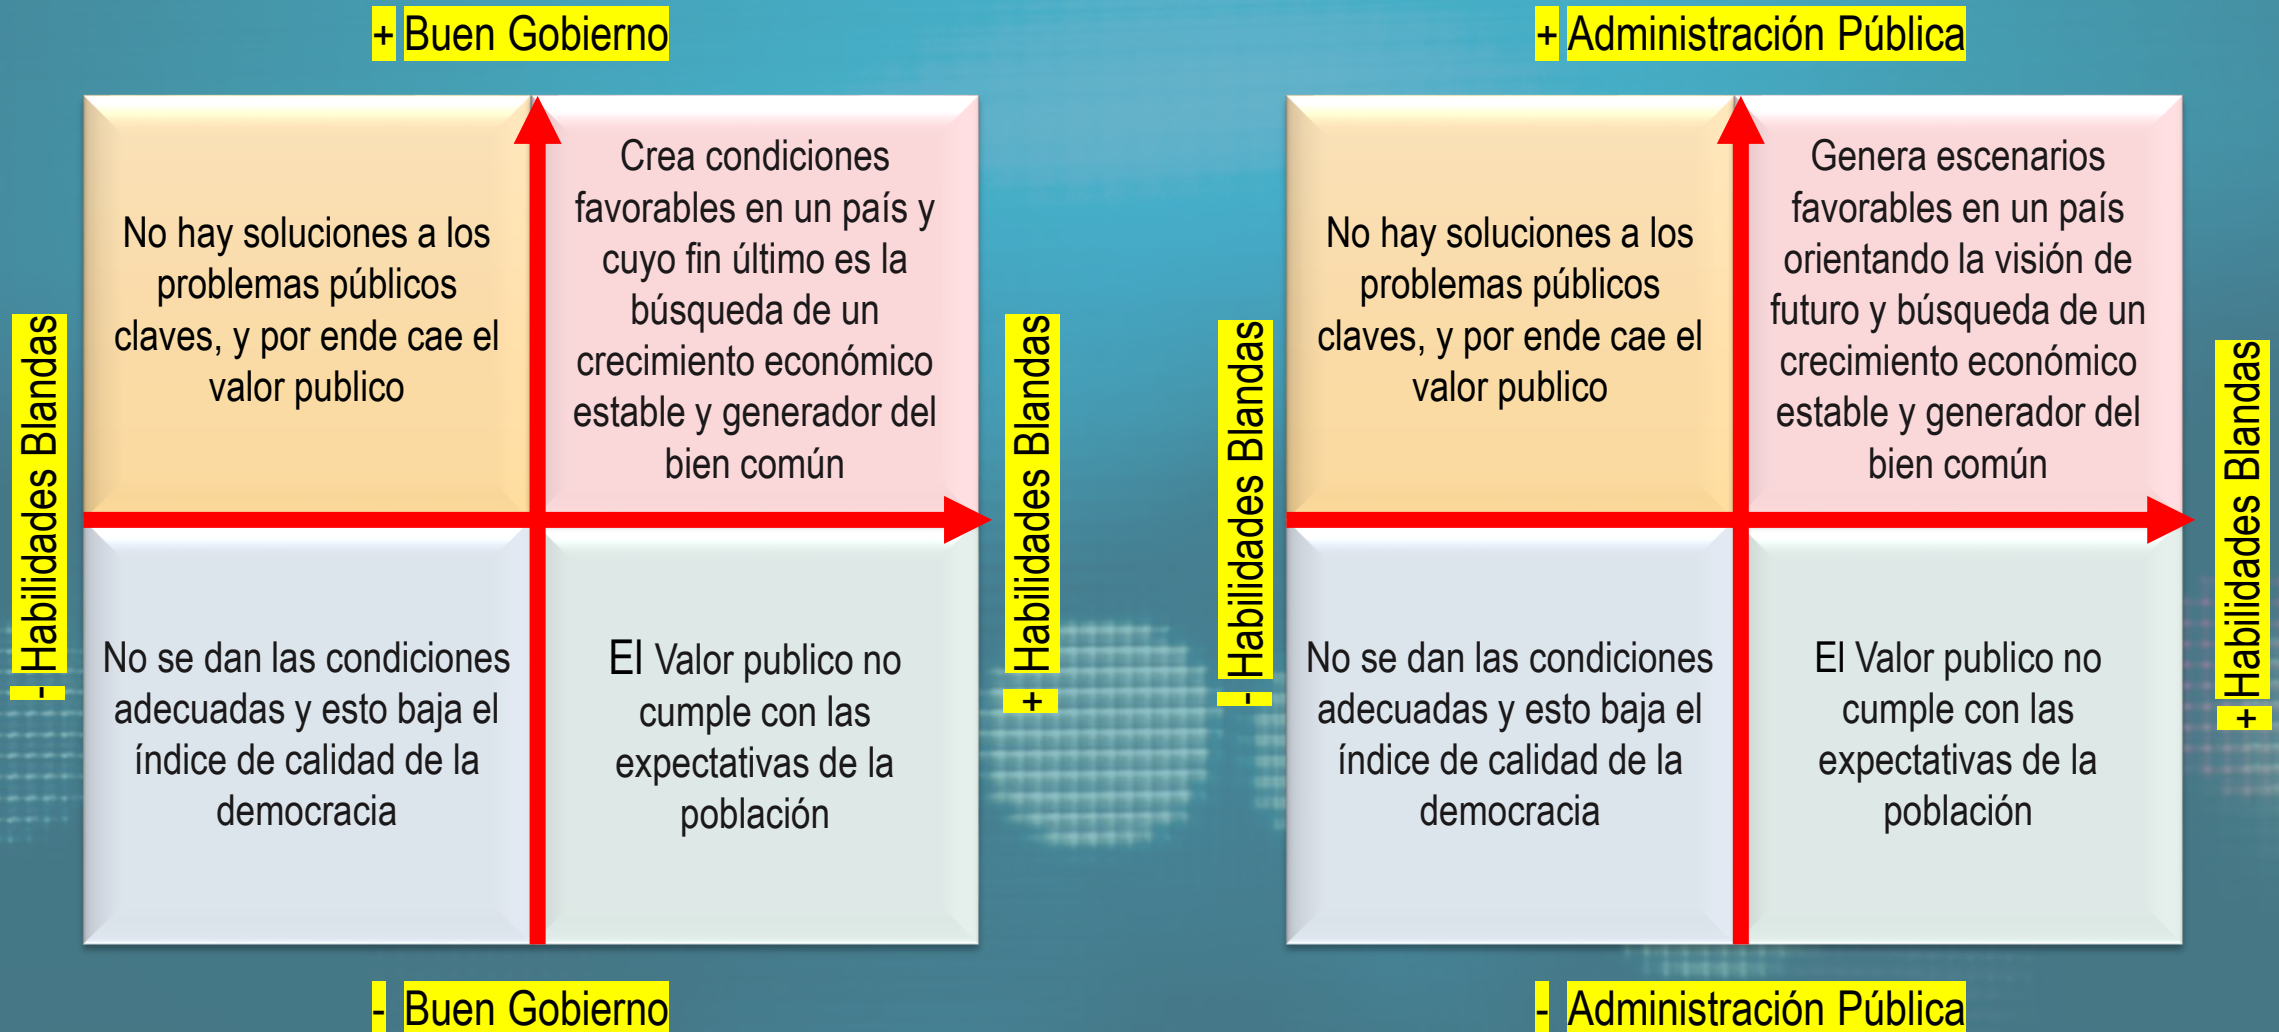 + Buen Gobierno
- Habilidades Blandas
No hay soluciones a los
problemas públicos
claves, y por ende cae el
valor publico
Crea condiciones
favorables en un país y
cuyo fin último es la
búsqueda de un
crecimiento económico
estable y generador del
bien común
No se dan las condiciones
adecuadas y esto baja el
índice de calidad de la
democracia
El Valor publico no
cumple con las
expectativas de la
población
+ Habilidades Blandas
- Buen Gobierno
+ Administración Pública
- Habilidades Blandas
No hay soluciones a los
problemas públicos
claves, y por ende cae el
valor publico
Genera escenarios
favorables en un país
orientando la visión de
futuro y búsqueda de un
crecimiento económico
estable y generador del
bien común
No se dan las condiciones
adecuadas y esto baja el
índice de calidad de la
democracia
El Valor publico no
cumple con las
expectativas de la
población
+ Habilidades Blandas
- Administración Pública